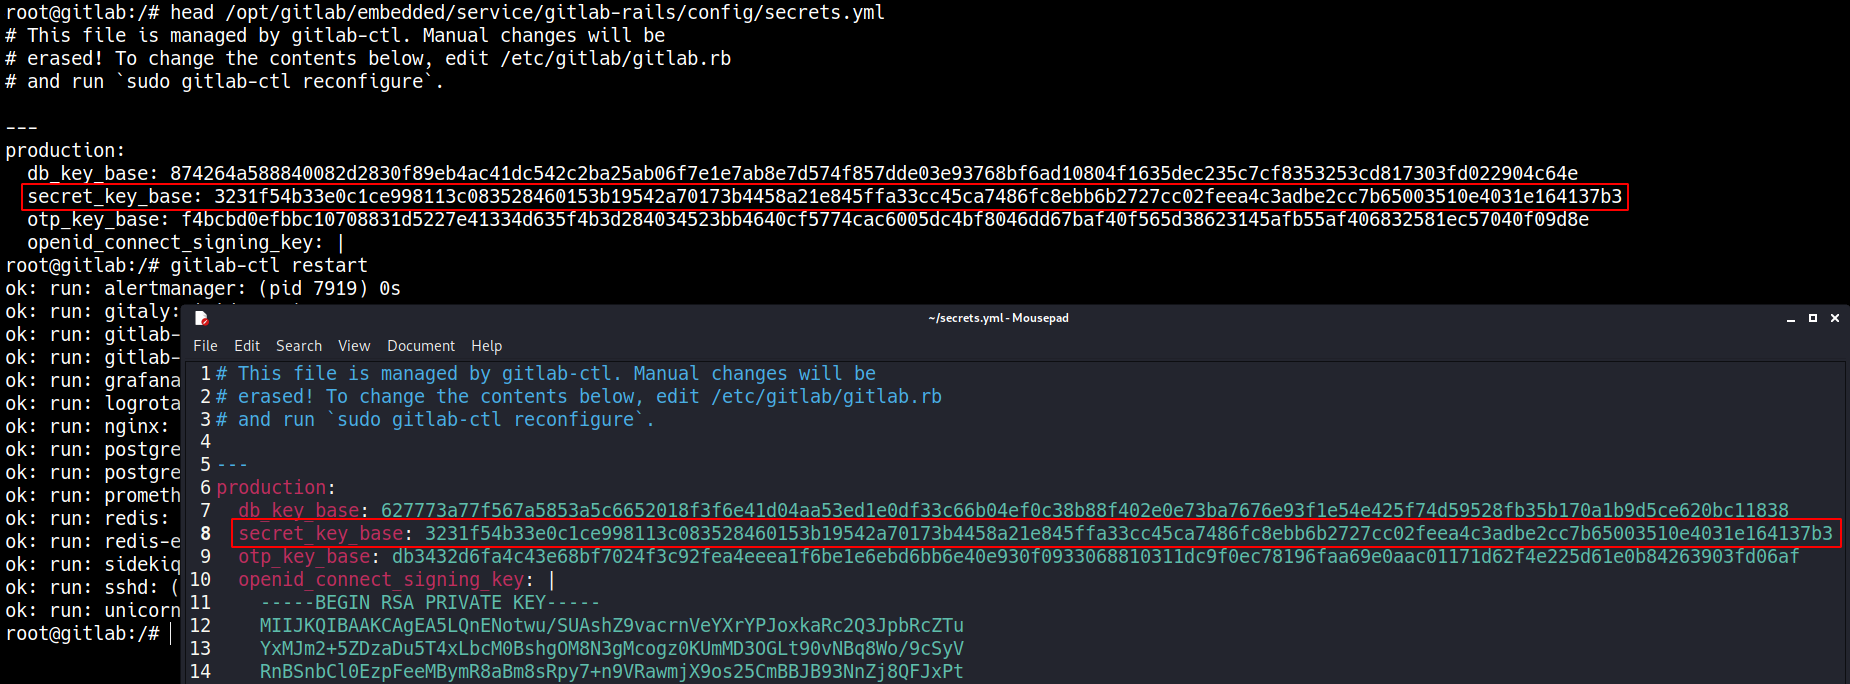 root@gitlab:/# head /opt/gitlab/embedded/service/gitlab-rails/config/secrets.yml
# This file is managed by gitlab-ctl. Manual changes will be
# erased! To change the contents below, edit /etc/gitlab/gitlab.rb
# and run `sudo gitlab-ctl reconfigure`.
---
production:
db_key_base: 874264a588840082d2830f89eb4ac41dc542c2ba25ab06f7e1e7ab8e7d574f857dde03e93768bf6ad10804f1635dec235c7cf8353253cd817303fd022904c64e
secret_key_base: 3231f54b33e0c1ce998113c083528460153b19542a70173b4458a21e845ffa33cc45ca7486fc8ebb6b2727cc02feea4c3adbe2cc7b65003510e4031e164137b3
otp_key_base: f4bcbd0efbbc10708831d5227e41334d635f4b3d284034523bb4640cf5774cac6005dc4bf8046dd67baf40f565d38623145afb55af406832581ec57040f09d8e
openid_connect_signing_key: |
root@gitlab:/# gitlab-ctl restart
ok: run: alertmanager: (pid 7919) 0s
ok: run: gitaly:
ok: run: gitlab-
ok: run: gitlab-
ok: run: grafana
ok: run: logrota
ok: run: nginx:
ok: run: postgre
ok: run: postgre
ok: run: prometh
ok: run: redis:
ok: run: redis-e
ok: run: sidekiq
ok: run: sshd: (
ok: run: unicorn
root@gitlab:/#
~/secrets.yml - Mousepad
File Edit Search View Document Help
1 # This file is managed by gitlab-ctl. Manual changes will be
2 # erased! To change the contents below, edit /etc/gitlab/gitlab.rb
3 # and run `sudo gitlab-ctl reconfigure`.
4
5 ---
6 production:
7 db_key_base: 627773a77f567a5853a5c6652018f3f6e41d04aa53ed1e0df33c66b04ef0c38b88f402e0e73ba7676e93f1e54e425f74d59528fb35b170a1b9d5ce620bc11838
8 secret_key_base: 3231f54b33e0c1ce998113c083528460153b19542a70173b4458a21e845ffa33cc45ca7486fc8ebb6b2727cc02feea4c3adbe2cc7b65003510e4031e164137b3
9 otp_key_base: db3432d6fa4c43e68bf7024f3c92fea4eeea1f6be1e6ebd6bb6e40e930f0933068810311dc9f0ec78196faa69e0aac01171d62f4e225d61e0b84263903fd06af
10 openid_connect_signing_key: |
11 -----BEGIN RSA PRIVATE KEY-----
12 MIIJKQIBAAKCAgEA5LQnENotwu/SUAshZ9vacrnVeYXrYPJoxkaRc2Q3JpbRcZTu
13 YxMJm2+5ZDzaDu5T4xLbcM0BshgOM8N3gMcogz0KUmMD3OGLt90vNBq8Wo/9cSyV
14 RnBSnbCl0EzpFeeMBymR8aBm8sRpy7+n9VRawmjX9os25CmBBJB93NnZj8QFJxPt